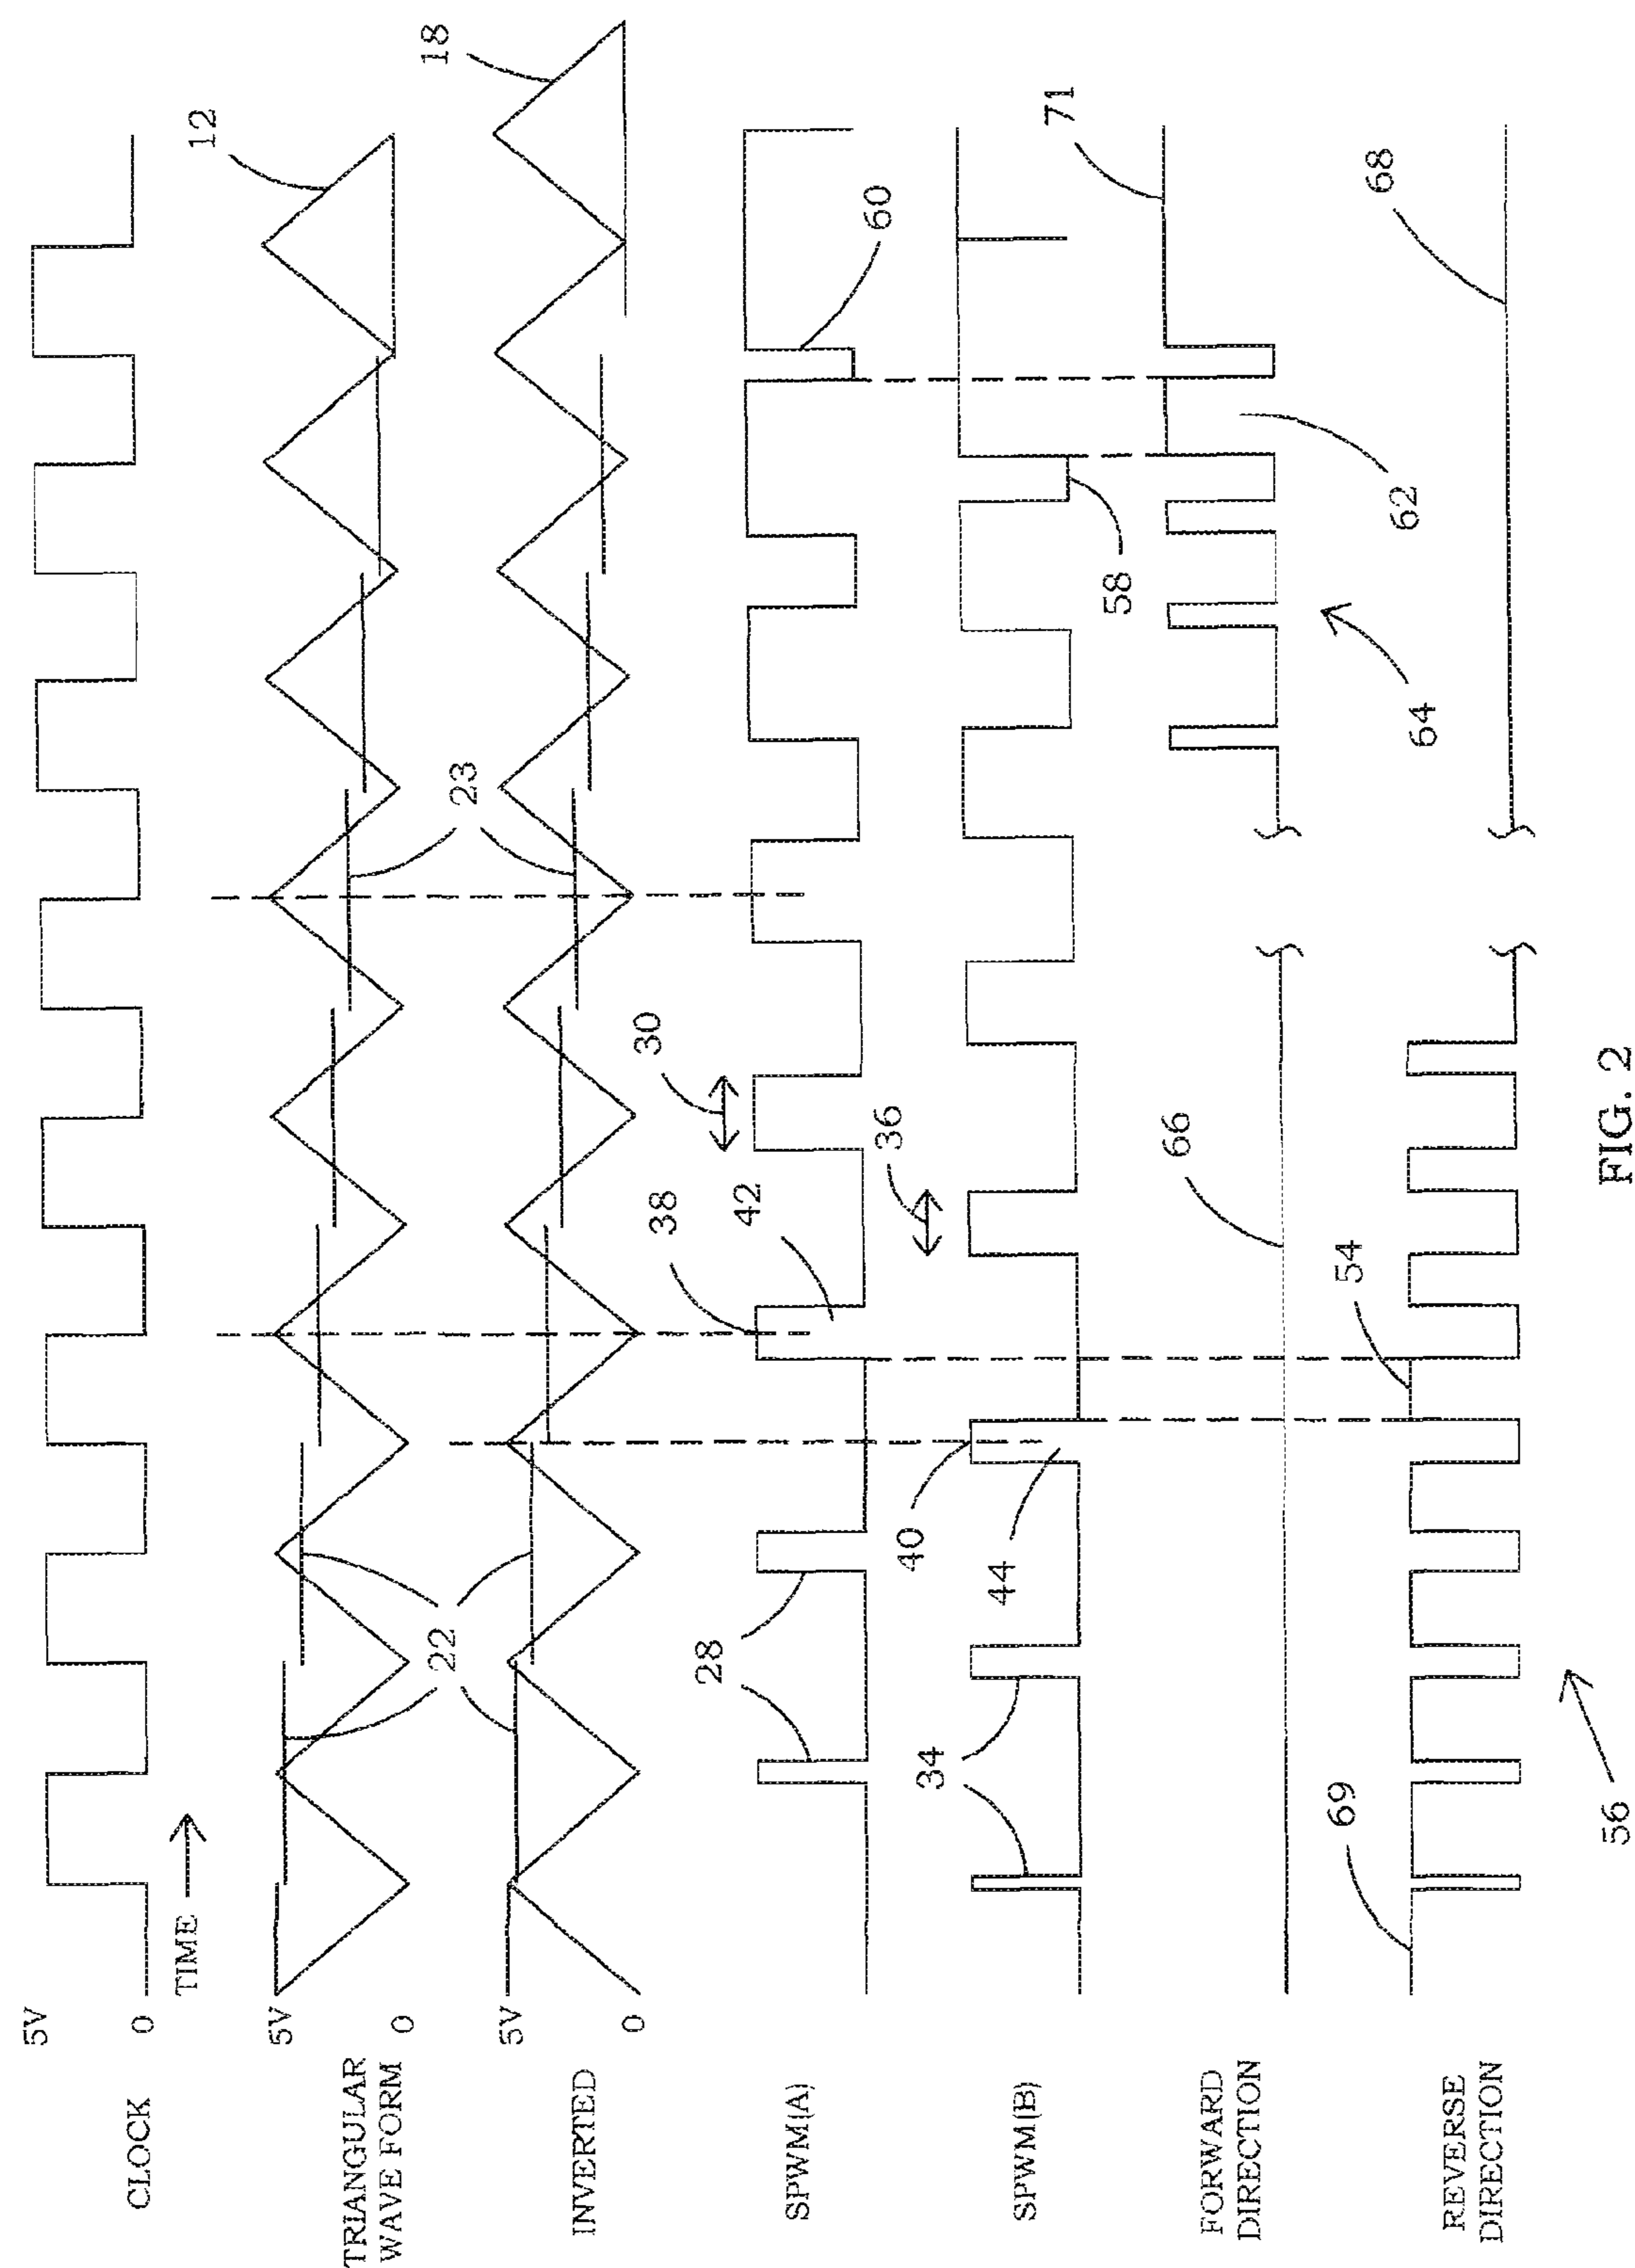 5V
0
CLOCK
TIME
5V
0
TRIANGULAR
WAVE FORM
12
22
23
5V
0
INVERTED
18
SPWM(A)
28
38
42
30
60
SPWM(B)
34
40
44
36
58
FORWARD
DIRECTION
66
64
62
71
REVERSE
DIRECTION
69
56
54
68
FIG. 2